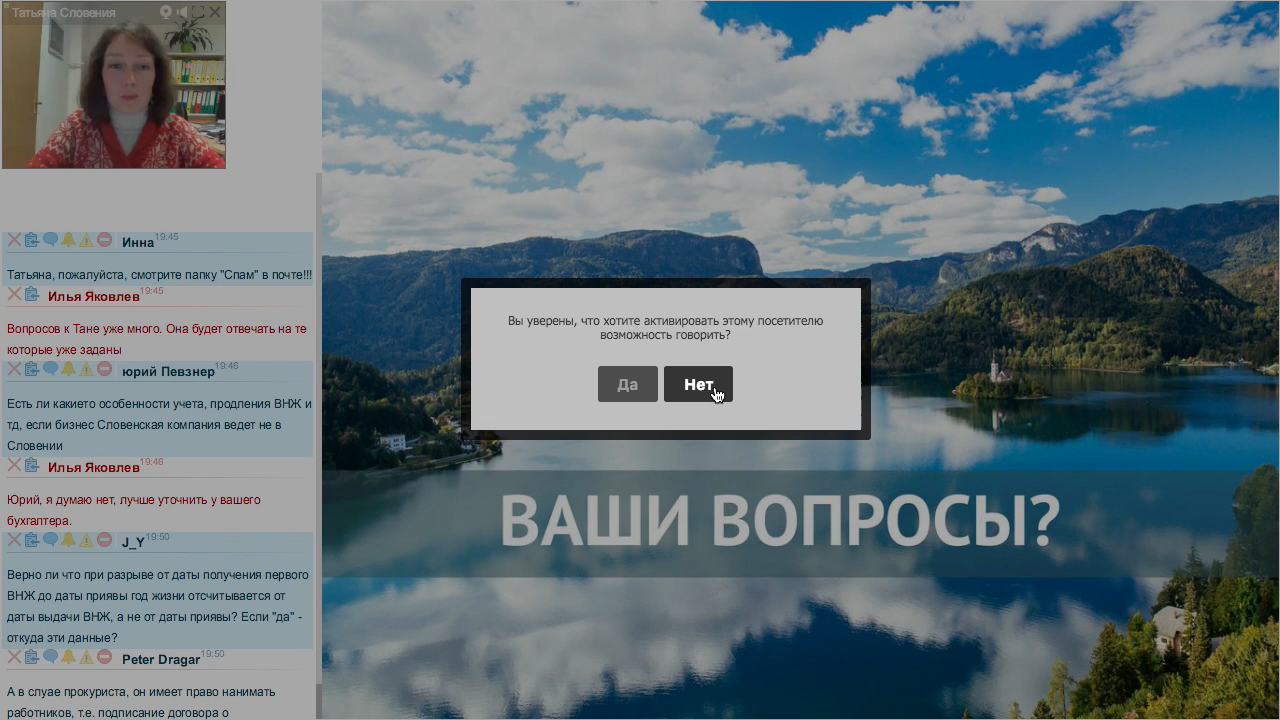 Татьяна Словения
Инна 19:45
Татьяна, пожалуйста, смотрите папку "Спам" в почте!!!
Илья Яковлев 19:45
Вопросов к Тане уже много. Она будет отвечать на те
которые уже заданы
юрий Певзнер 19:46
Есть ли какието особенности учета, продления ВНЖ и
тд, если бизнес Словенская компания ведет не в
Словении
Илья Яковлев 19:46
Юрий, я думаю нет, лучше уточнить у вашего
бухгалтера.
J_Y 19:50
Верно ли что при разрыве от даты получения первого
ВНЖ до даты приявы год жизни отсчитывается от
даты выдачи ВНЖ, а не от даты приявы? Если "да" -
откуда эти данные?
Peter Dragar 19:50
А в слуае прокуриста, он имеет право нанимать
работников, т.е. подписание договора о
Вы уверены, что хотите активировать этому посетителю
возможность говорить?
Да
Нет
ВАШИ ВОПРОСЫ?